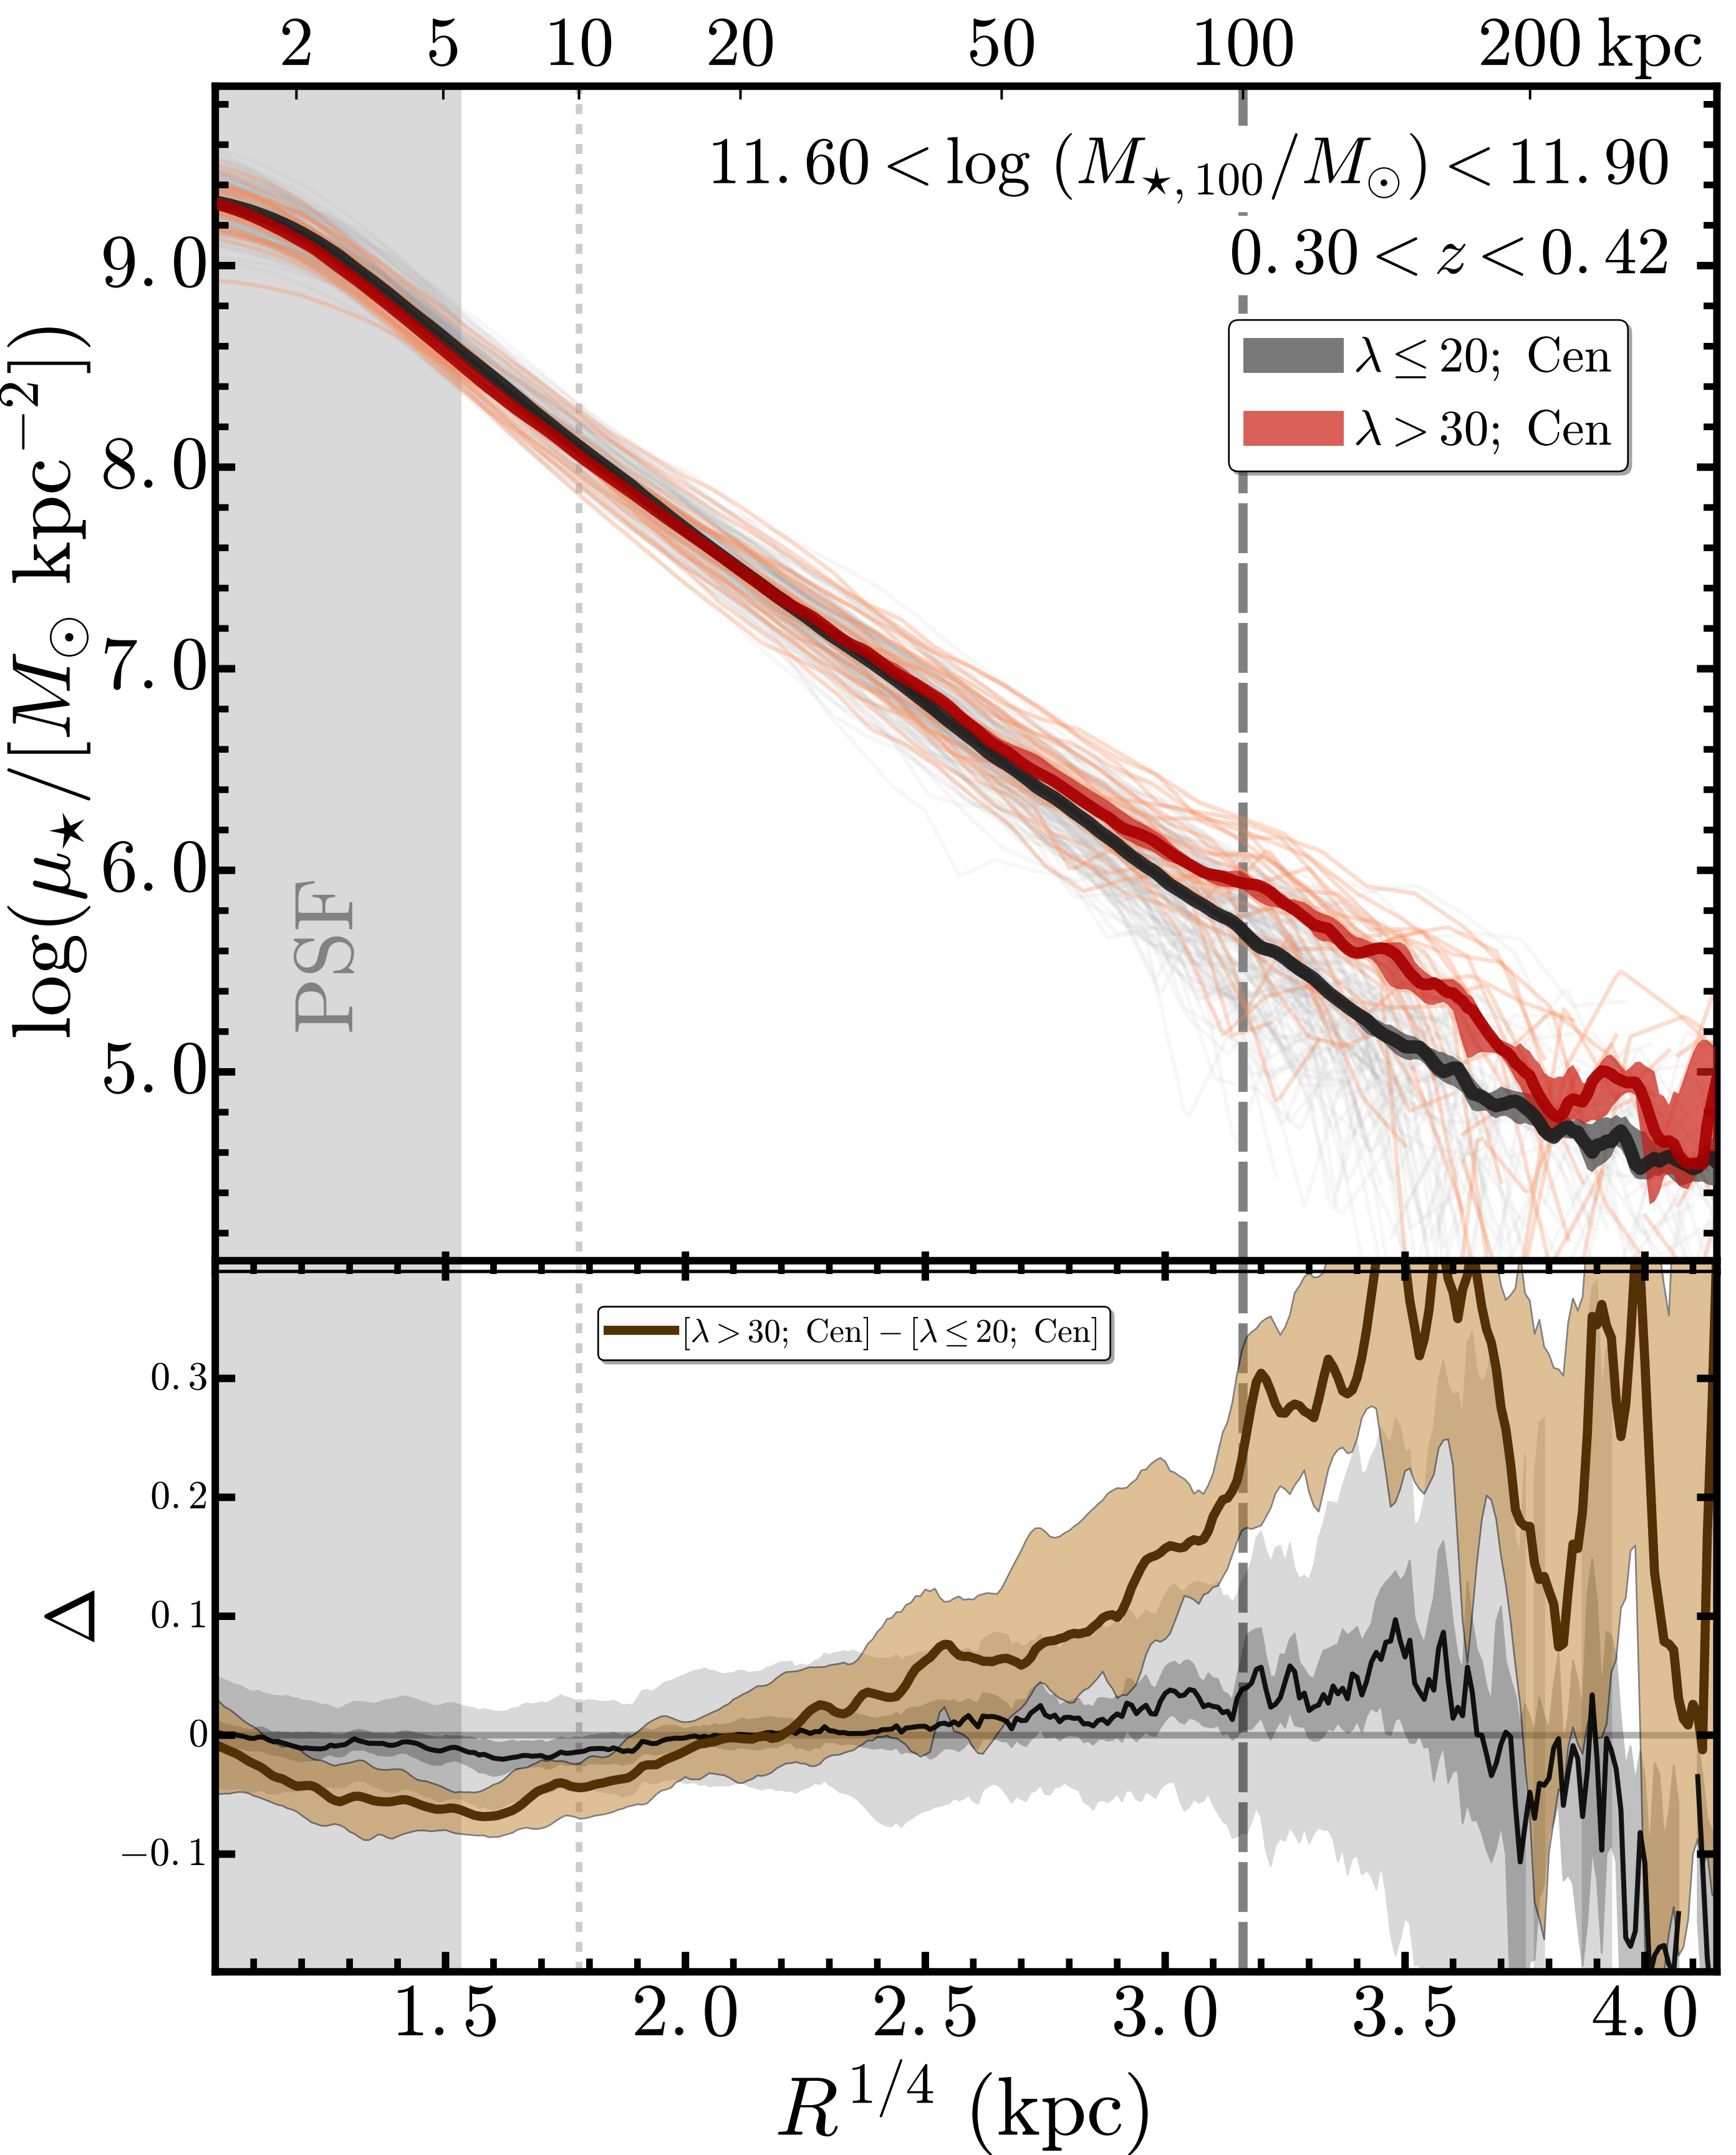 2 5 10 20 50 100 200 kpc
11.60 < log (M⋆,100/M⊙) < 11.90
0.30 < z < 0.42
λ ≤ 20; Cen
λ > 30; Cen
log(μ⋆/[M⊙ kpc⁻²])
9.0
8.0
7.0
6.0
5.0
PSF
[λ > 30; Cen] − [λ ≤ 20; Cen]
Δ
0.3
0.2
0.1
0
−0.1
1.5 2.0 2.5 3.0 3.5 4.0
R^1/4 (kpc)